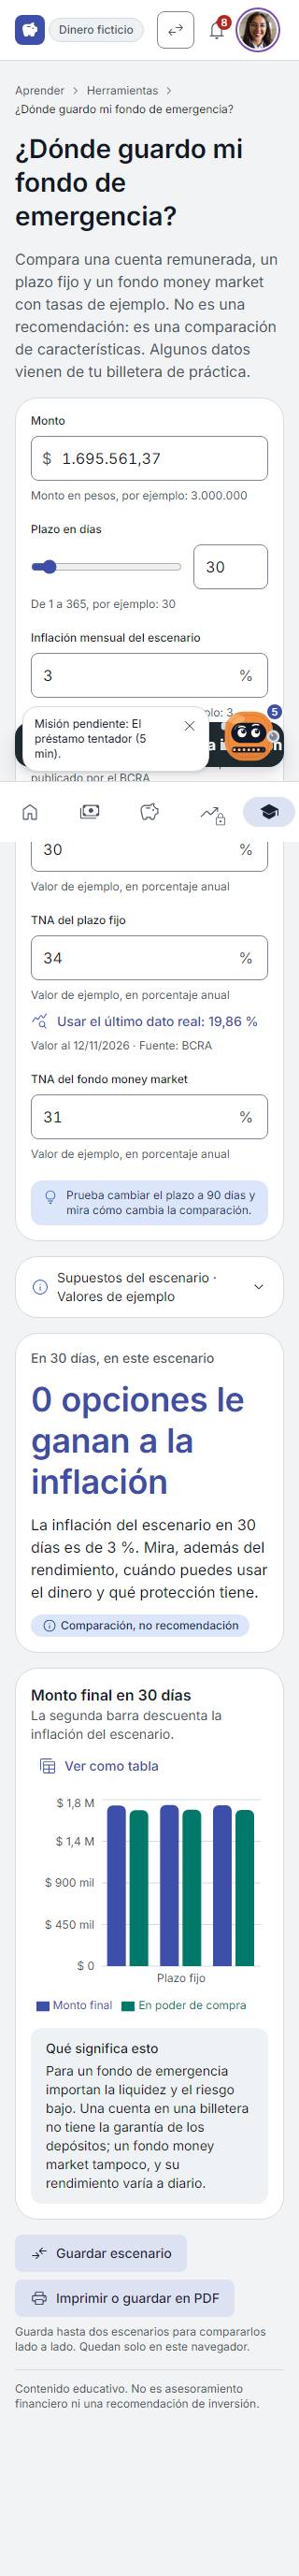 Dinero ficticio
8
Aprender > Herramientas >
¿Dónde guardo mi fondo de emergencia?
¿Dónde guardo mi
fondo de
emergencia?
Compara una cuenta remunerada, un
plazo fijo y un fondo money market
con tasas de ejemplo. No es una
recomendación: es una comparación
de características. Algunos datos
vienen de tu billetera de práctica.
Monto
$ 1.695.561,37
Monto en pesos, por ejemplo: 3.000.000
Plazo en días
30
De 1 a 365, por ejemplo: 30
Inflación mensual del escenario
3 %
5
Misión pendiente: El
préstamo tentador (5
min).
publicado por el BCRA
30 %
Valor de ejemplo, en porcentaje anual
TNA del plazo fijo
34 %
Valor de ejemplo, en porcentaje anual
Usar el último dato real: 19,86 %
Valor al 12/11/2026 · Fuente: BCRA
TNA del fondo money market
31 %
Valor de ejemplo, en porcentaje anual
Prueba cambiar el plazo a 90 días y
mira cómo cambia la comparación.
Supuestos del escenario ·
Valores de ejemplo
En 30 días, en este escenario
0 opciones le
ganan a la
inflación
La inflación del escenario en 30
días es de 3 %. Mira, además del
rendimiento, cuándo puedes usar
el dinero y qué protección tiene.
Comparación, no recomendación
Monto final en 30 días
La segunda barra descuenta la
inflación del escenario.
Ver como tabla
$ 1,8 M
$ 1,4 M
$ 900 mil
$ 450 mil
$ 0
Plazo fijo
Monto final En poder de compra
Qué significa esto
Para un fondo de emergencia
importan la liquidez y el riesgo
bajo. Una cuenta en una billetera
no tiene la garantía de los
depósitos; un fondo money
market tampoco, y su
rendimiento varía a diario.
Guardar escenario
Imprimir o guardar en PDF
Guarda hasta dos escenarios para compararlos
lado a lado. Quedan solo en este navegador.
Contenido educativo. No es asesoramiento
financiero ni una recomendación de inversión.